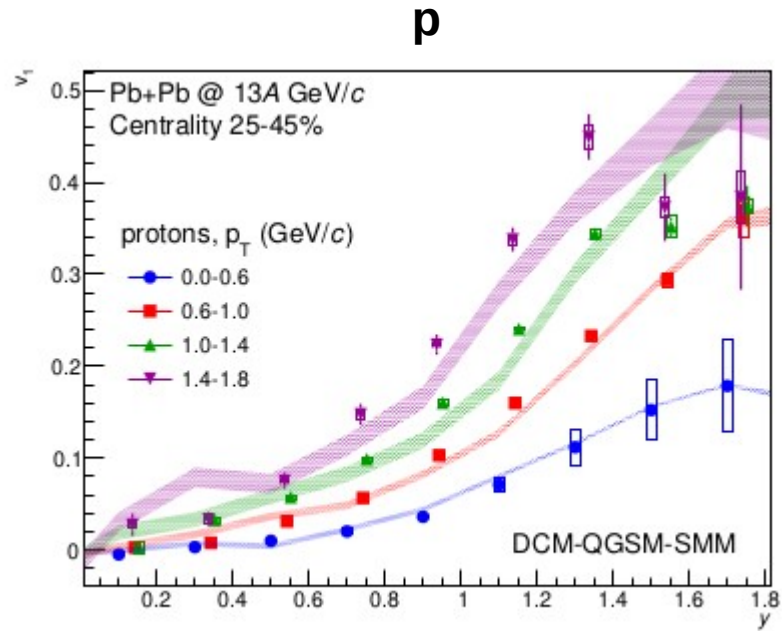 p
v1
Pb+Pb @ 13A GeV/c
Centrality 25-45%
protons, pT (GeV/c)
0.0-0.6
0.6-1.0
1.0-1.4
1.4-1.8
0.5
0.4
0.3
0.2
0.1
0
DCM-QGSM-SMM
0.2 0.4 0.6 0.8 1 1.2 1.4 1.6 1.8
y